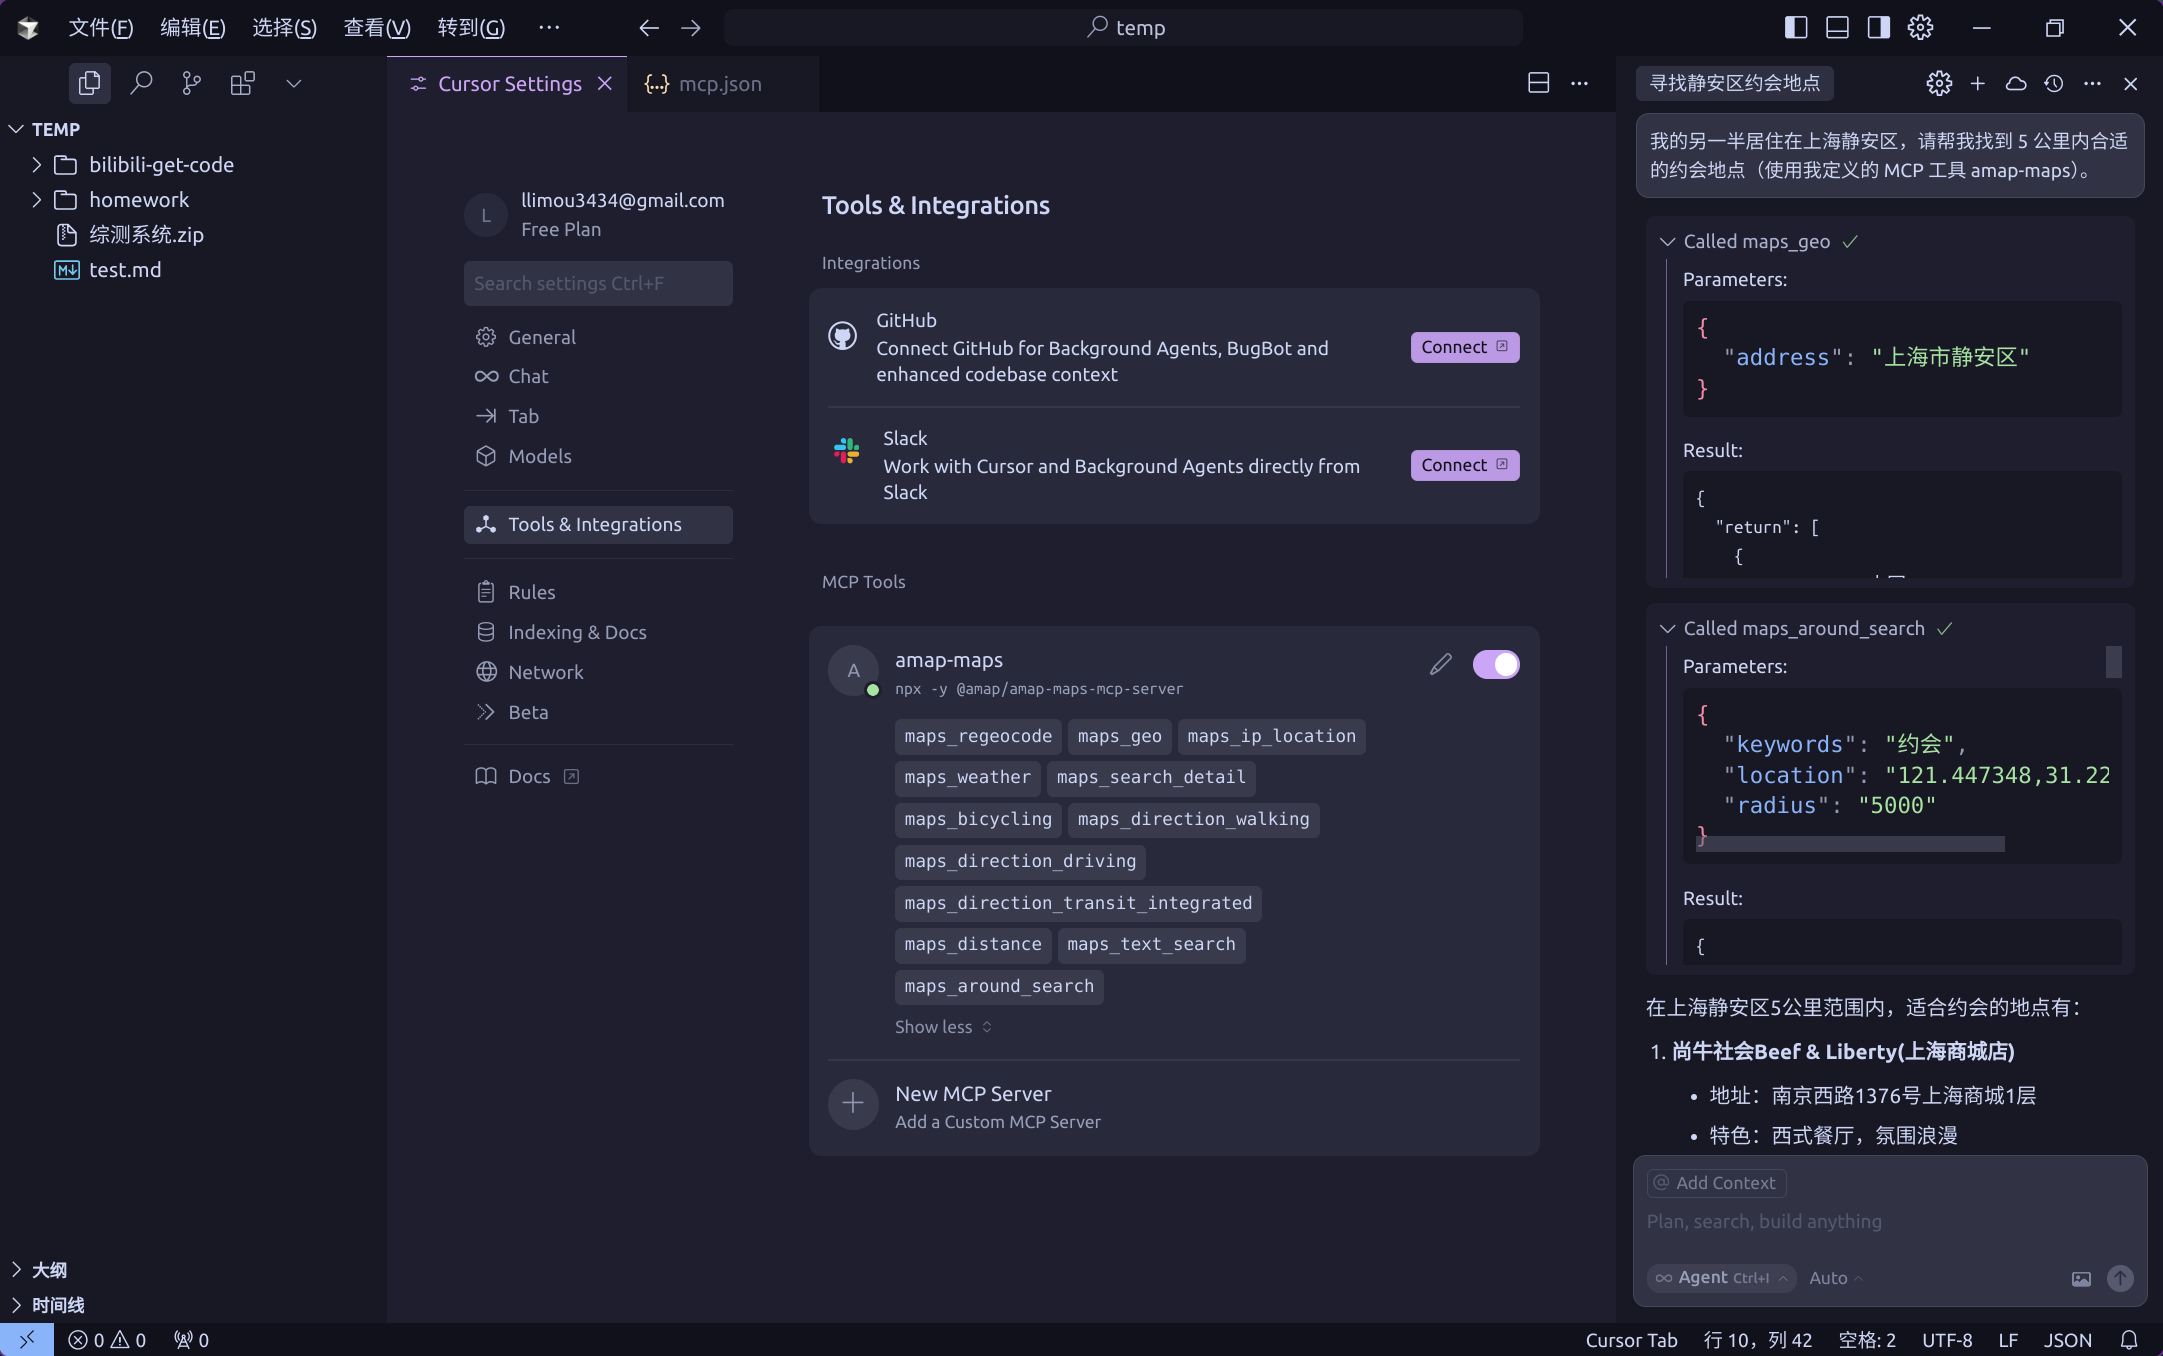 文件(F) 编辑(E) 选择(S) 查看(V) 转到(G) ···
temp
TEMP
bilibili-get-code
homework
综测系统.zip
test.md
大纲
时间线
Cursor Settings
mcp.json
L
llimou3434@gmail.com
Free Plan
Search settings Ctrl+F
General
Chat
Tab
Models
Tools & Integrations
Rules
Indexing & Docs
Network
Beta
Docs
Tools & Integrations
Integrations
GitHub
Connect GitHub for Background Agents, BugBot and
enhanced codebase context
Connect
Slack
Work with Cursor and Background Agents directly from
Slack
Connect
MCP Tools
A
amap-maps
npx -y @amap/amap-maps-mcp-server
maps_regeocode maps_geo maps_ip_location
maps_weather maps_search_detail
maps_bicycling maps_direction_walking
maps_direction_driving
maps_direction_transit_integrated
maps_distance maps_text_search
maps_around_search
Show less
New MCP Server
Add a Custom MCP Server
寻找静安区约会地点
我的另一半居住在上海静安区，请帮我找到 5 公里内合适
的约会地点（使用我定义的 MCP 工具 amap-maps）。
Called maps_geo
Parameters:
{
"address": "上海市静安区"
}
Result:
{
"return": [
{
Called maps_around_search
Parameters:
{
"keywords": "约会",
"location": "121.447348,31.22
"radius": "5000"
}
Result:
{
在上海静安区5公里范围内，适合约会的地点有：
1. 尚牛社会Beef & Liberty(上海商城店)
• 地址：南京西路1376号上海商城1层
• 特色：西式餐厅，氛围浪漫
@ Add Context
Plan, search, build anything
Agent Ctrl+I Auto
0 0 0
Cursor Tab 行 10，列 42 空格: 2 UTF-8 LF JSON